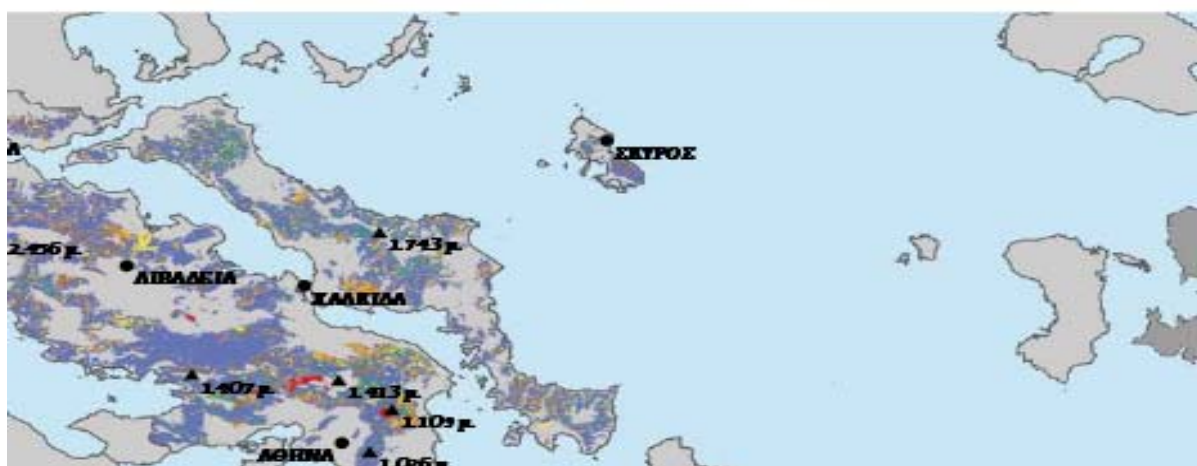 ΣΚΥΡΟΣ
1.743 μ.
2.456 μ.
ΛΙΒΑΔΕΙΑ
ΧΑΛΚΙΔΑ
1.407 μ.
1.413 μ.
1.109 μ.
ΑΘΗΝΑ